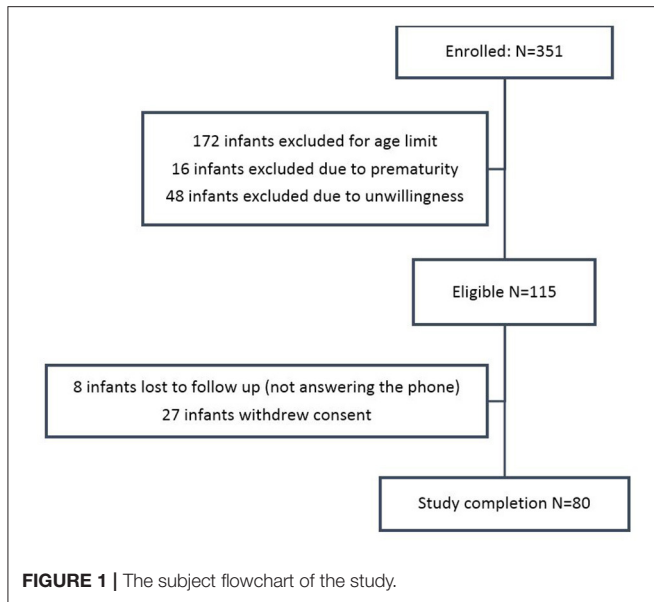 Enrolled: N=351
172 infants excluded for age limit
16 infants excluded due to prematurity
48 infants excluded due to unwillingness
Eligible N=115
8 infants lost to follow up (not answering the phone)
27 infants withdrew consent
Study completion N=80
FIGURE 1 | The subject flowchart of the study.